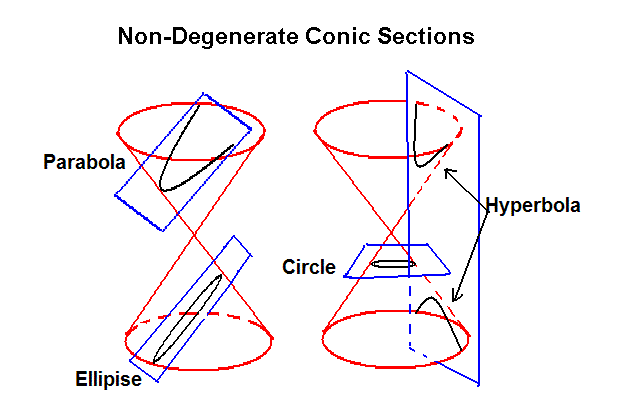 Non-Degenerate Conic Sections
Parabola
Hyperbola
Circle
Ellipise